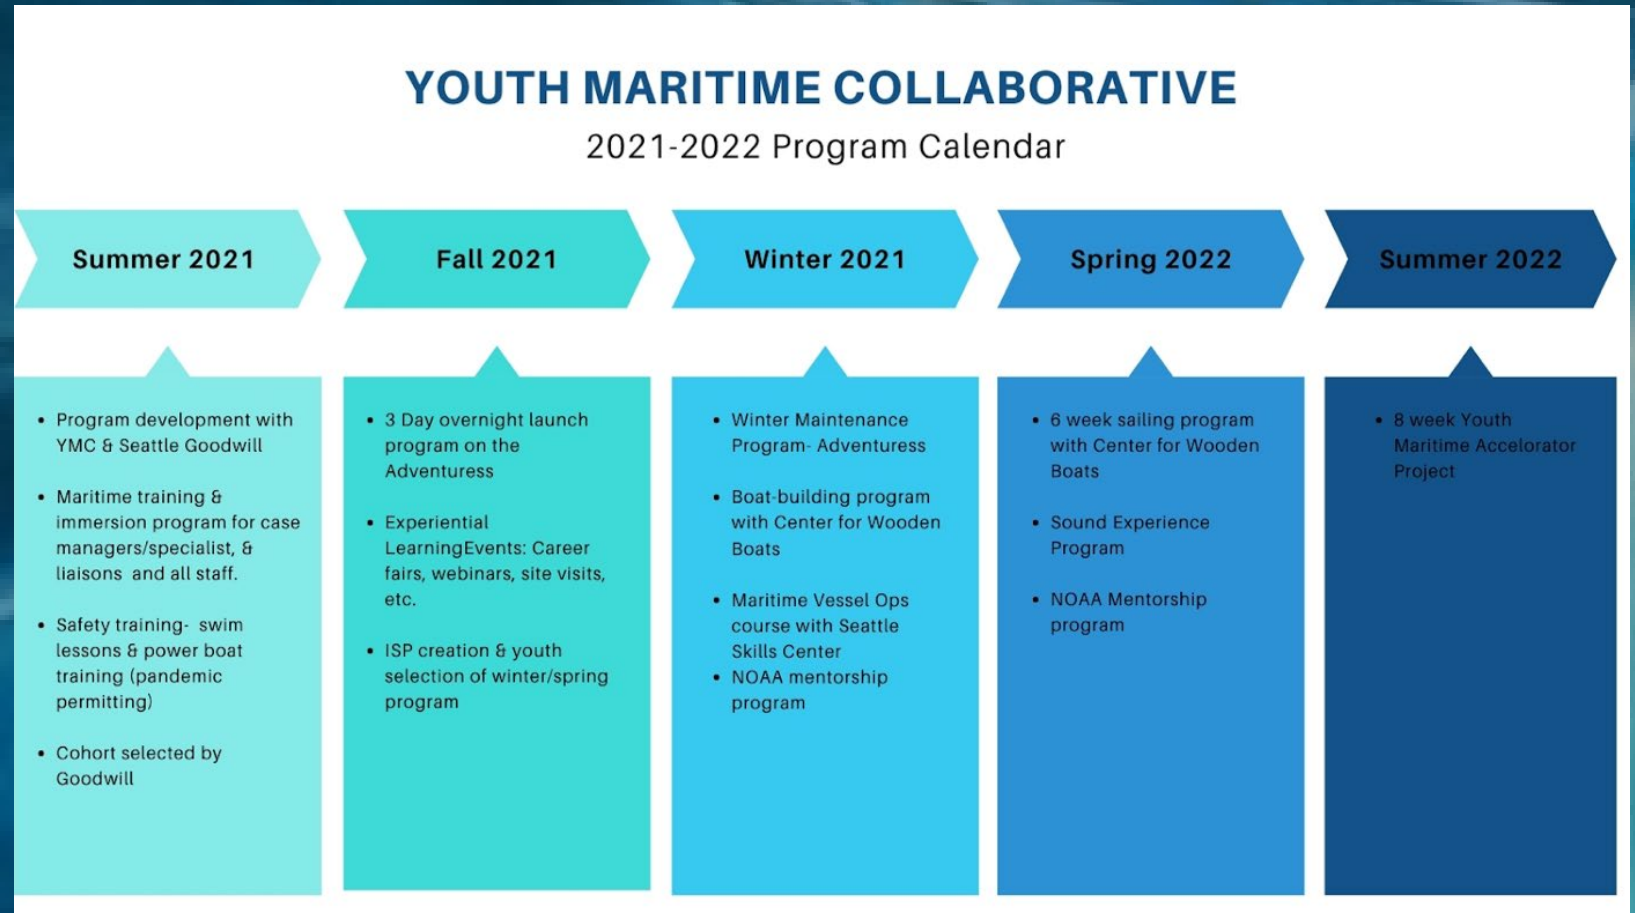 YOUTH MARITIME COLLABORATIVE
2021-2022 Program Calendar
Summer 2021
Fall 2021
Winter 2021
Spring 2022
Summer 2022
• Program development with
YMC & Seattle Goodwill
• Maritime training &
immersion program for case
managers/specialist, &
liaisons and all staff.
• Safety training- swim
lessons & power boat
training (pandemic
permitting)
• Cohort selected by
Goodwill
• 3 Day overnight launch
program on the
Adventuress
• Experiential
LearningEvents: Career
fairs, webinars, site visits,
etc.
• ISP creation & youth
selection of winter/spring
program
• Winter Maintenance
Program- Adventuress
• Boat-building program
with Center for Wooden
Boats
• Maritime Vessel Ops
course with Seattle
Skills Center
• NOAA mentorship
program
• 6 week sailing program
with Center for Wooden
Boats
• Sound Experience
Program
• NOAA Mentorship
program
• 8 week Youth
Maritime Accelorator
Project